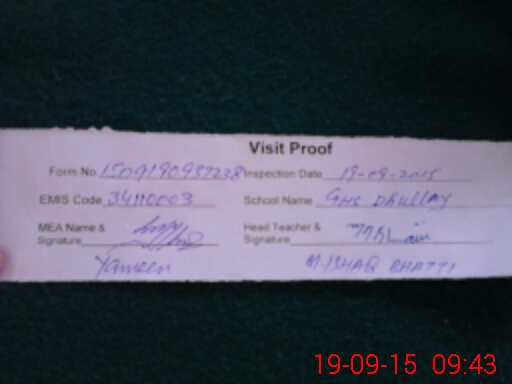 Visit Proof
Form No. 1509190937238 Inspection Date 19-09-2015
EMIS Code 34110003 School Name GHS DRULLAY
MEA Name & Signature Head Teacher & Signature
Yameen M. ISHAQ BHATTI
19-09-15 09:43